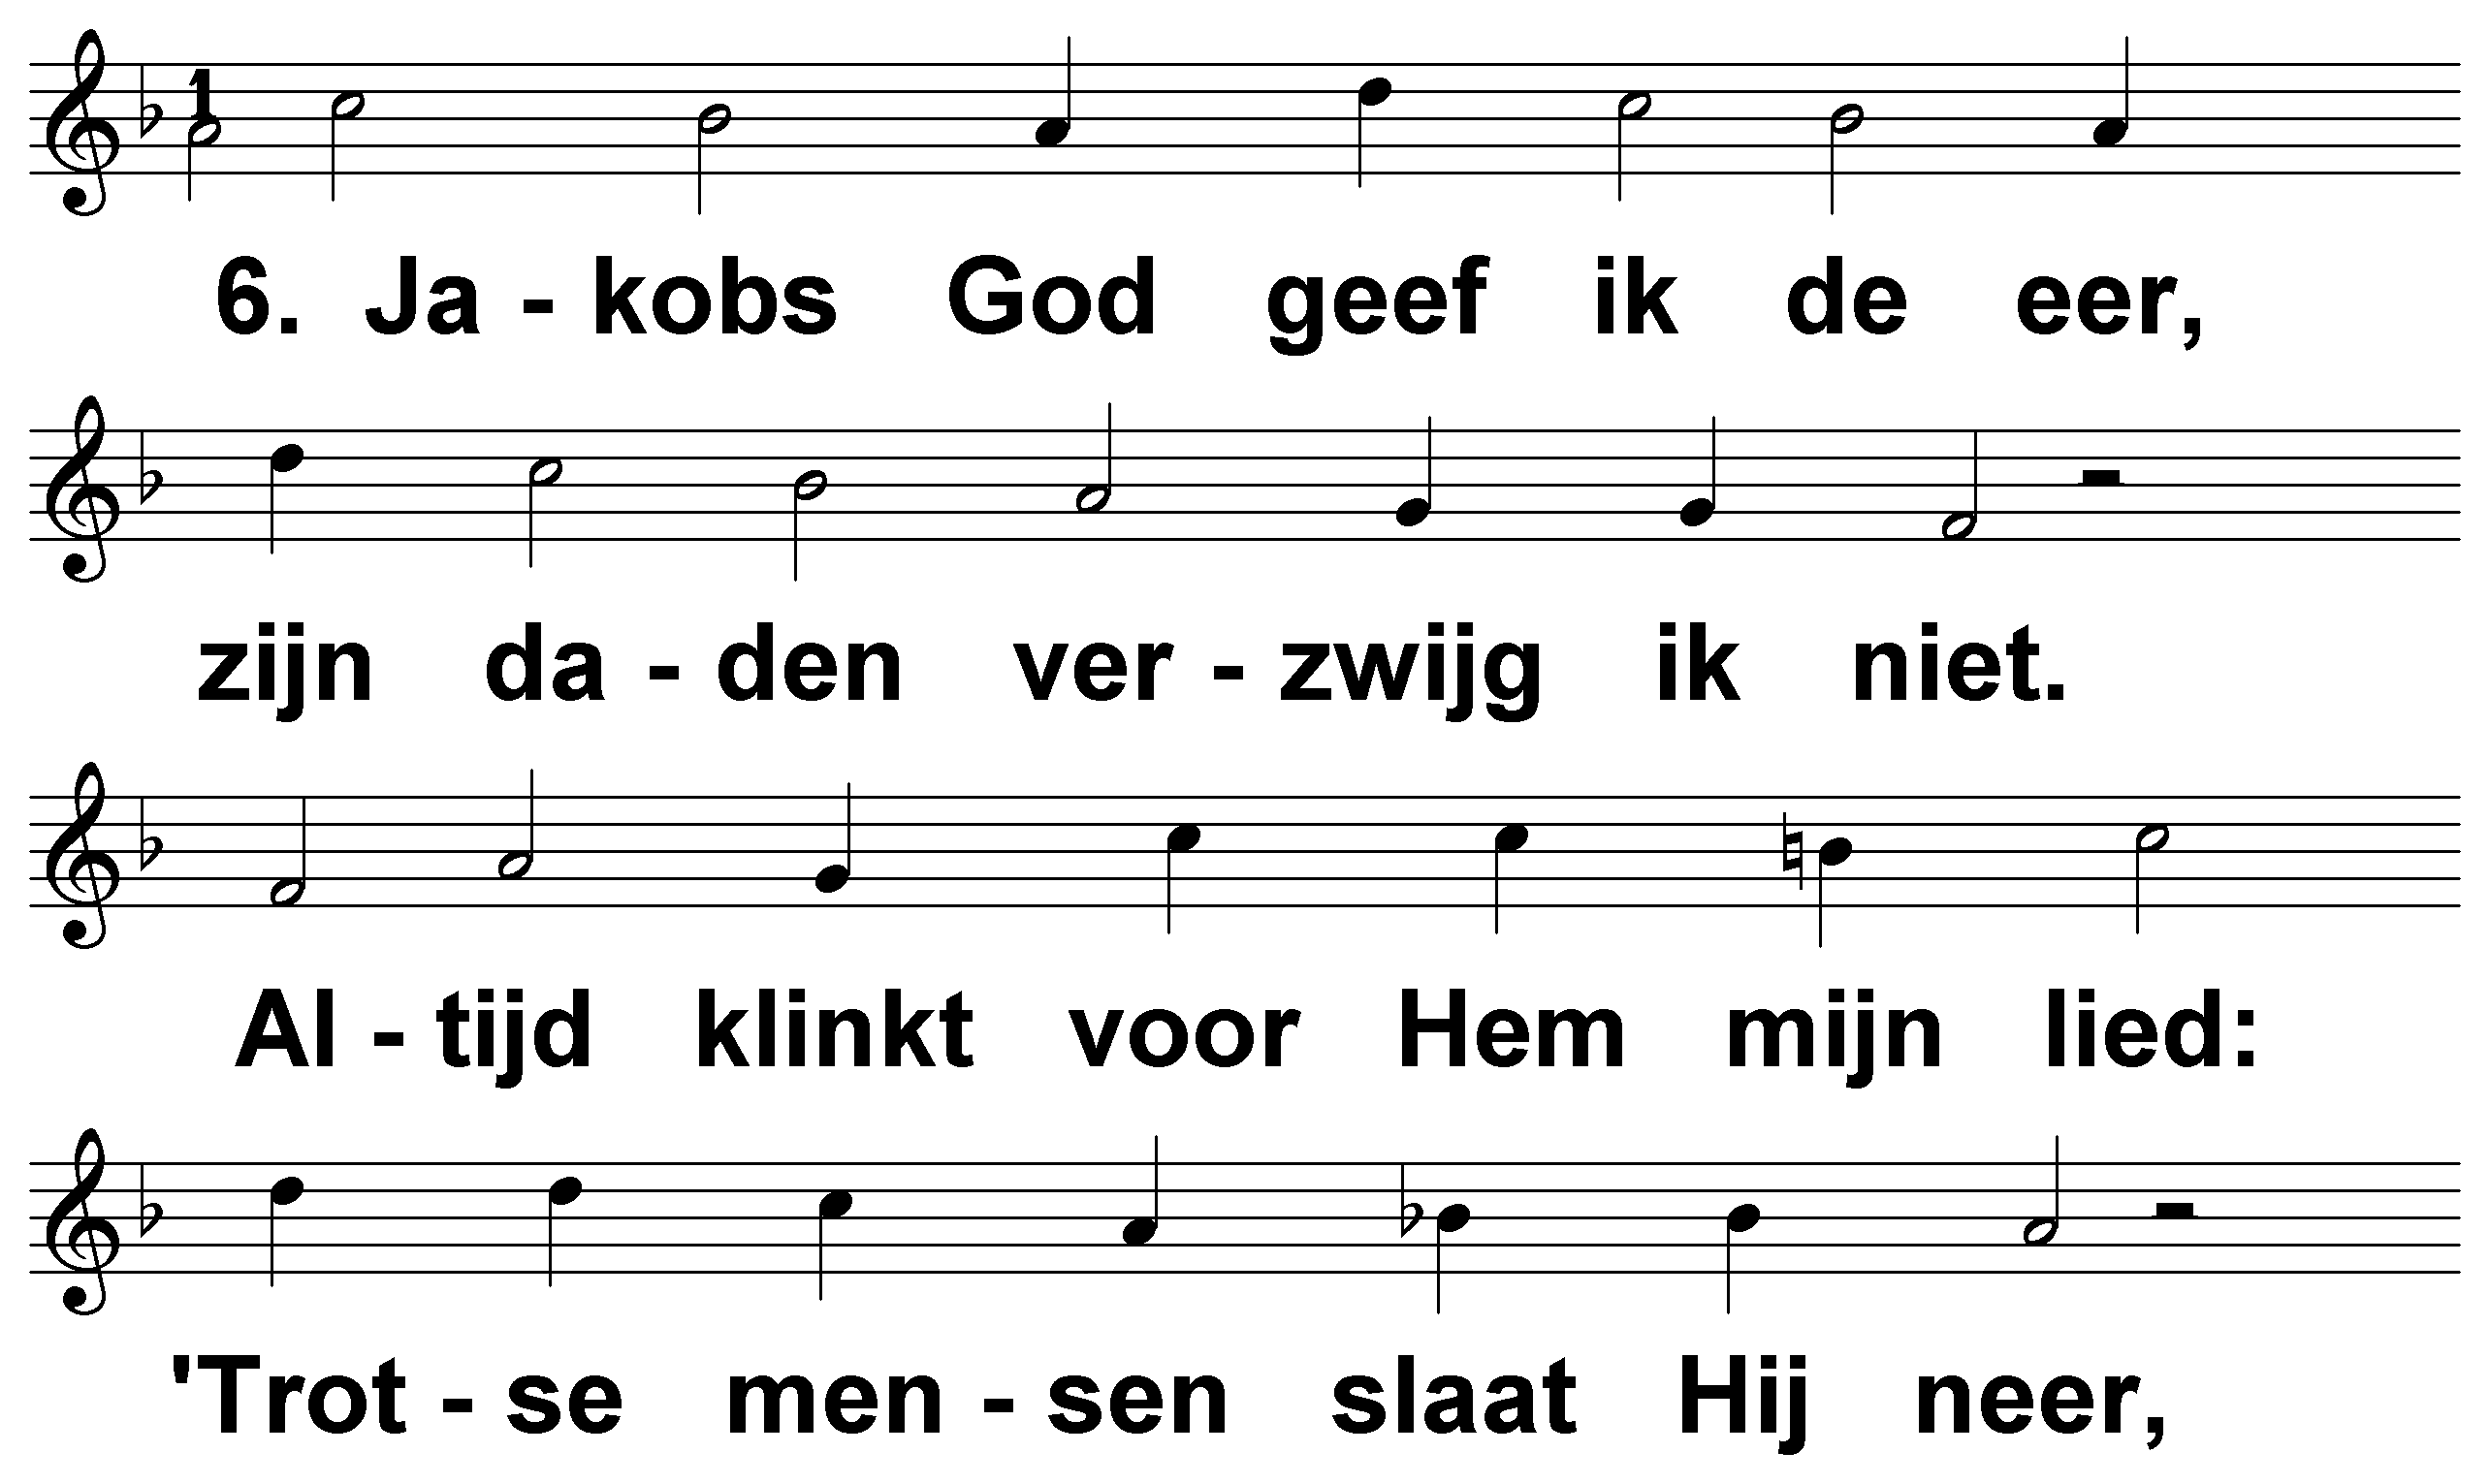 1
6. Ja - kobs God geef ik de eer,
zijn da - den ver - zwijg ik niet.
Al - tijd klinkt voor Hem mijn lied:
'Trot - se men - sen slaat Hij neer,